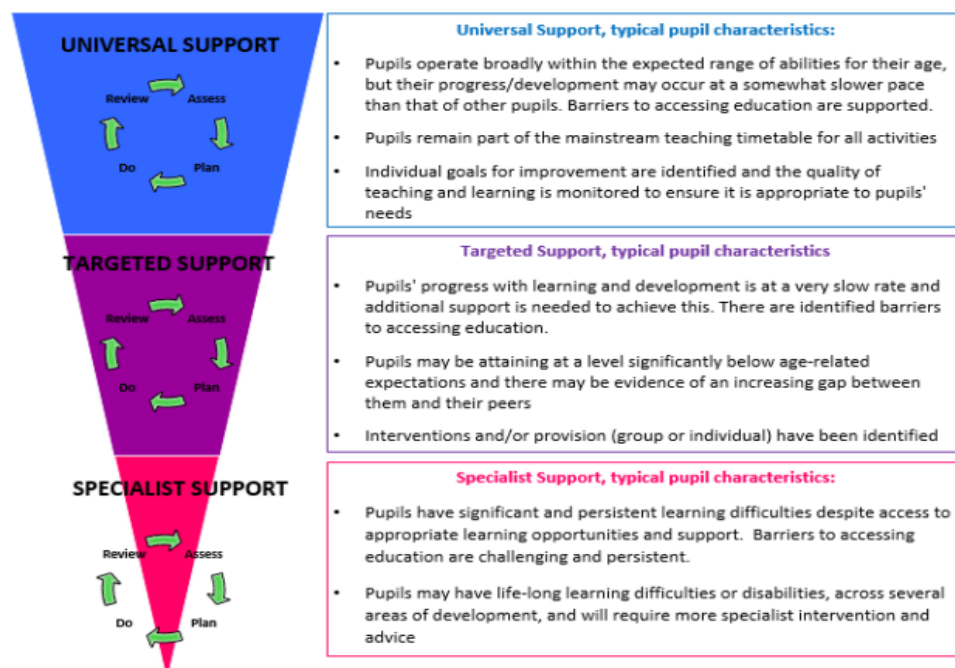 UNIVERSAL SUPPORT
Review
Assess
Do
Plan
Universal Support, typical pupil characteristics:
• Pupils operate broadly within the expected range of abilities for their age,
but their progress/development may occur at a somewhat slower pace
than that of other pupils. Barriers to accessing education are supported.
• Pupils remain part of the mainstream teaching timetable for all activities
• Individual goals for improvement are identified and the quality of
teaching and learning is monitored to ensure it is appropriate to pupils'
needs
TARGETED SUPPORT
Review
Assess
Do
Plan
Targeted Support, typical pupil characteristics
• Pupils' progress with learning and development is at a very slow rate and
additional support is needed to achieve this. There are identified barriers
to accessing education.
• Pupils may be attaining at a level significantly below age-related
expectations and there may be evidence of an increasing gap between
them and their peers
• Interventions and/or provision (group or individual) have been identified
SPECIALIST SUPPORT
Review
Assess
Do
Plan
Specialist Support, typical pupil characteristics:
• Pupils have significant and persistent learning difficulties despite access to
appropriate learning opportunities and support. Barriers to accessing
education are challenging and persistent.
• Pupils may have life-long learning difficulties or disabilities, across several
areas of development, and will require more specialist intervention and
advice